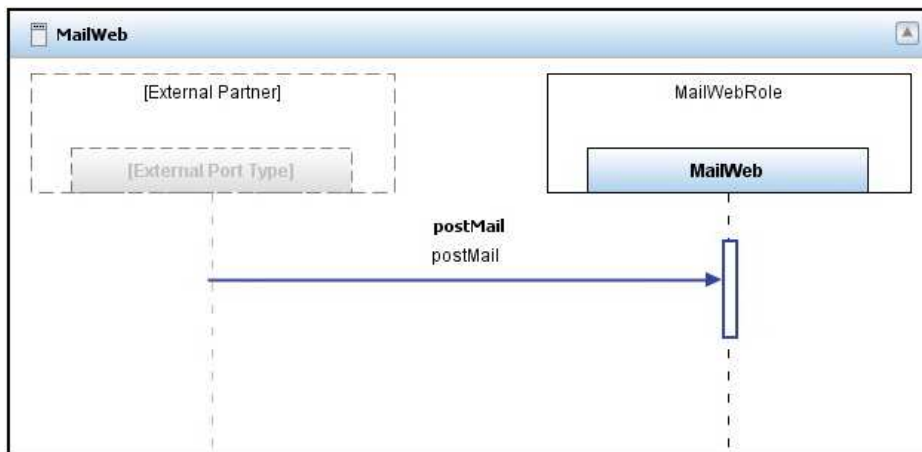 MailWeb
[External Partner]
MailWebRole
[External Port Type]
MailWeb
postMail
postMail